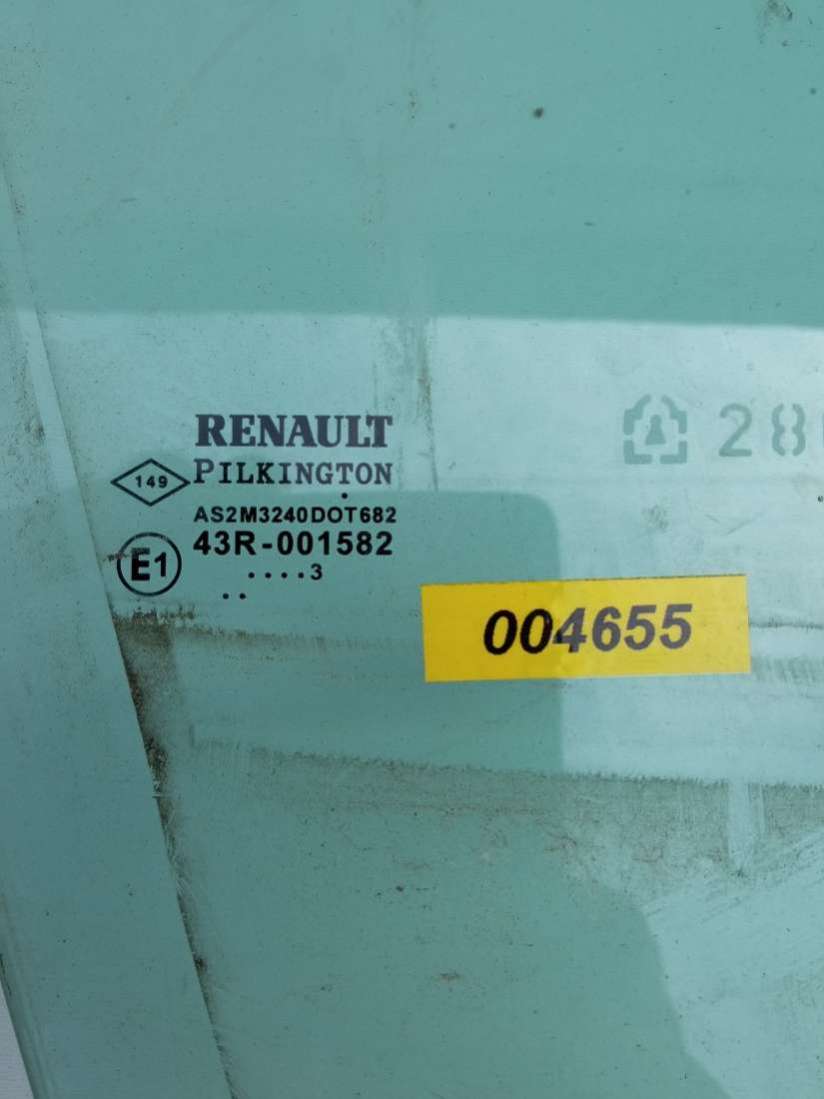 RENAULT
PILKINGTON
149
AS2M3240DOT682
43R-001582
E1
....3
..
28
004655